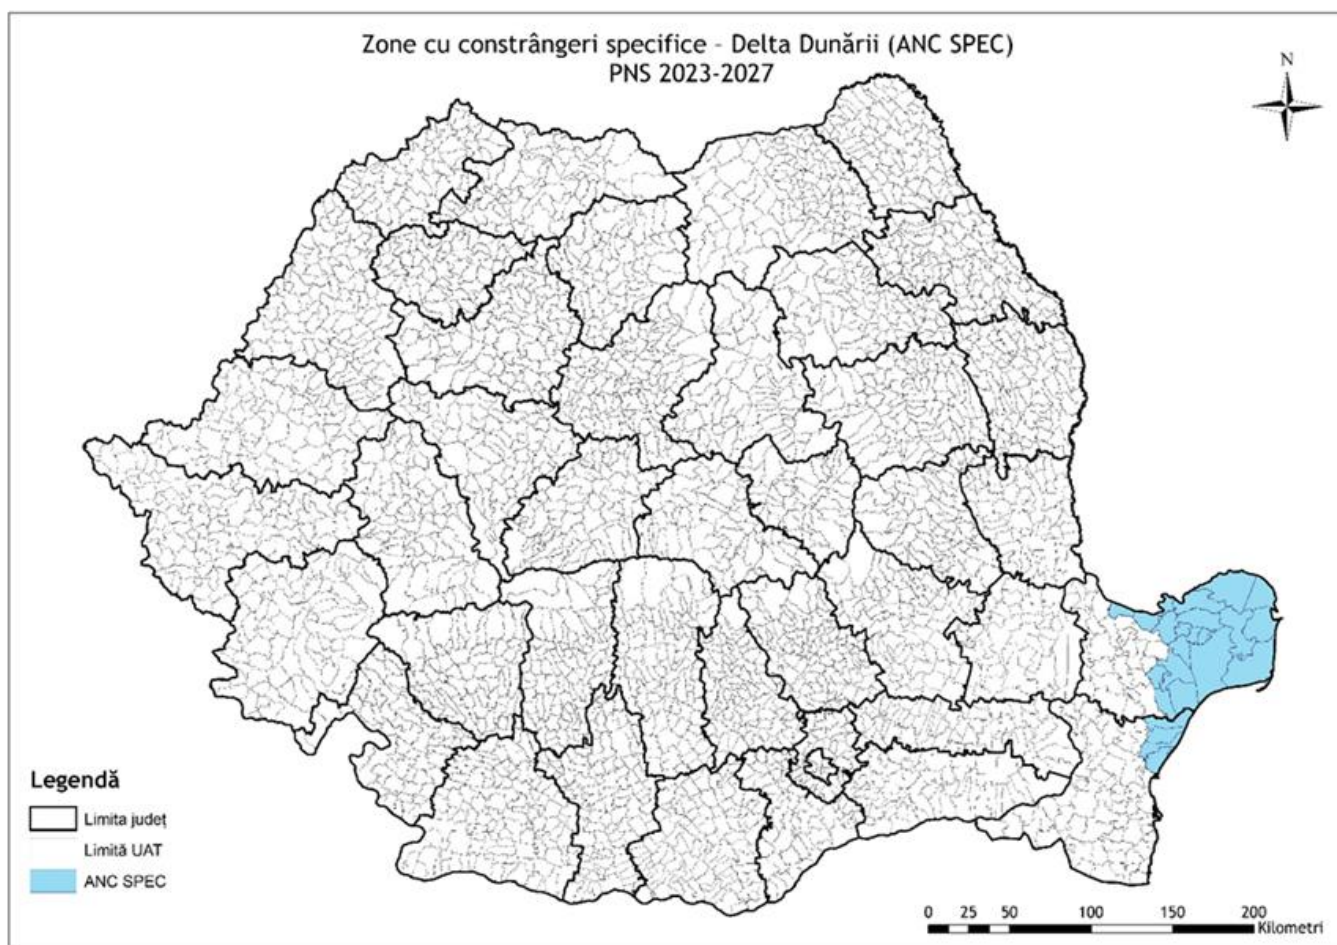 Zone cu constrângeri specifice - Delta Dunării (ANC SPEC)
PNS 2023-2027
N
Legendă
Limita județ
Limită UAT
ANC SPEC
0 25 50 100 150 200
Kilometri